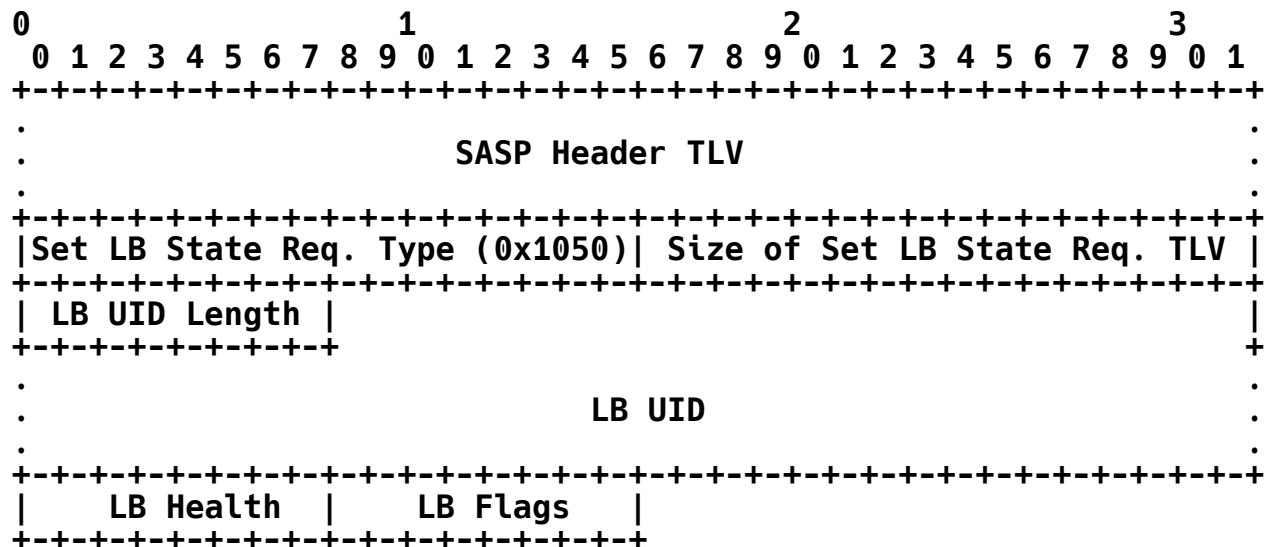 0                   1                   2                   3
 0 1 2 3 4 5 6 7 8 9 0 1 2 3 4 5 6 7 8 9 0 1 2 3 4 5 6 7 8 9 0 1
+-+-+-+-+-+-+-+-+-+-+-+-+-+-+-+-+-+-+-+-+-+-+-+-+-+-+-+-+-+-+-+-+
.                                                               .
.                      SASP Header TLV                          .
.                                                               .
+-+-+-+-+-+-+-+-+-+-+-+-+-+-+-+-+-+-+-+-+-+-+-+-+-+-+-+-+-+-+-+-+
|Set LB State Req. Type (0x1050)| Size of Set LB State Req. TLV |
+-+-+-+-+-+-+-+-+-+-+-+-+-+-+-+-+-+-+-+-+-+-+-+-+-+-+-+-+-+-+-+-+
| LB UID Length |                                               |
+-+-+-+-+-+-+-+-+                                               +
.                                                               .
.                             LB UID                            .
.                                                               .
+-+-+-+-+-+-+-+-+-+-+-+-+-+-+-+-+-+-+-+-+-+-+-+-+-+-+-+-+-+-+-+-+
|    LB Health  |    LB Flags   |
+-+-+-+-+-+-+-+-+-+-+-+-+-+-+-+-+